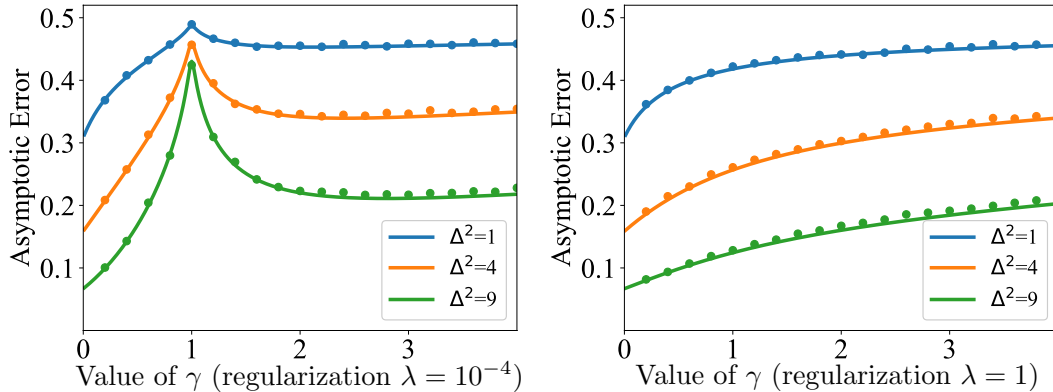 Asymptotic Error
0.5
0.4
0.3
0.2
0.1
0
1
2
3
Δ²=1
Δ²=4
Δ²=9
Value of γ (regularization λ = 10⁻⁴)
Asymptotic Error
0.5
0.4
0.3
0.2
0.1
0
1
2
3
Δ²=1
Δ²=4
Δ²=9
Value of γ (regularization λ = 1)